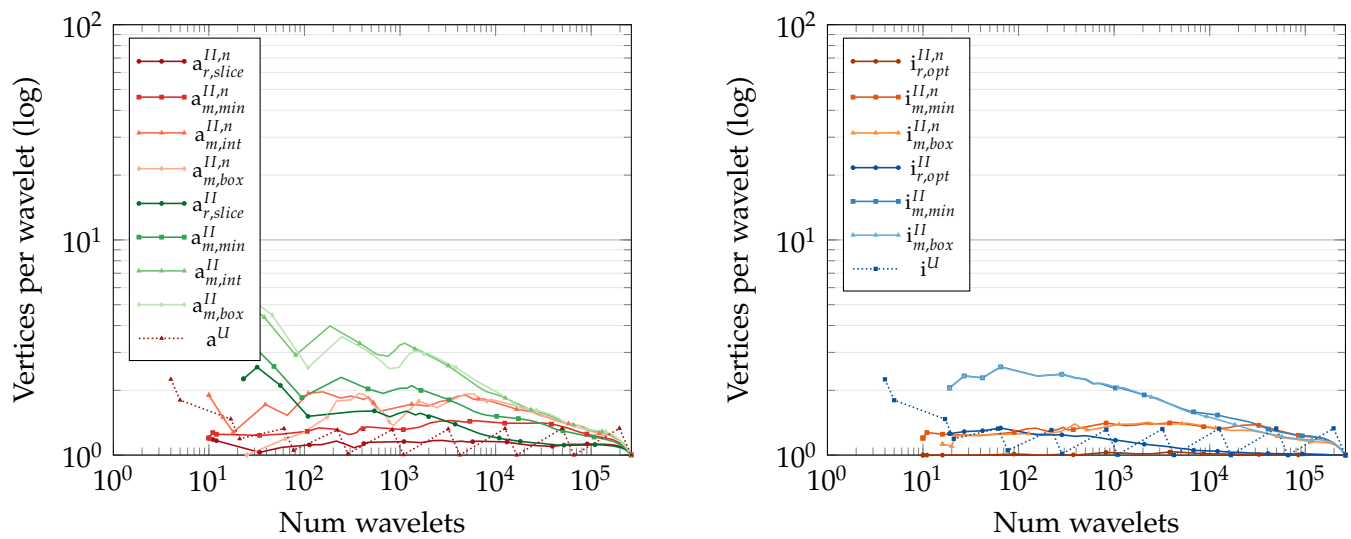 Vertices per wavelet (log)
10^2
10^1
10^0
a^{II,n}_{r,slice}
a^{II,n}_{m,min}
a^{II,n}_{m,int}
a^{II,n}_{m,box}
a^{II}_{r,slice}
a^{II}_{m,min}
a^{II}_{m,int}
a^{II}_{m,box}
a^U
10^0 10^1 10^2 10^3 10^4 10^5
Num wavelets
Vertices per wavelet (log)
10^2
10^1
10^0
i^{II,n}_{r,opt}
i^{II,n}_{m,min}
i^{II,n}_{m,box}
i^{II}_{r,opt}
i^{II}_{m,min}
i^{II}_{m,box}
i^U
10^0 10^1 10^2 10^3 10^4 10^5
Num wavelets